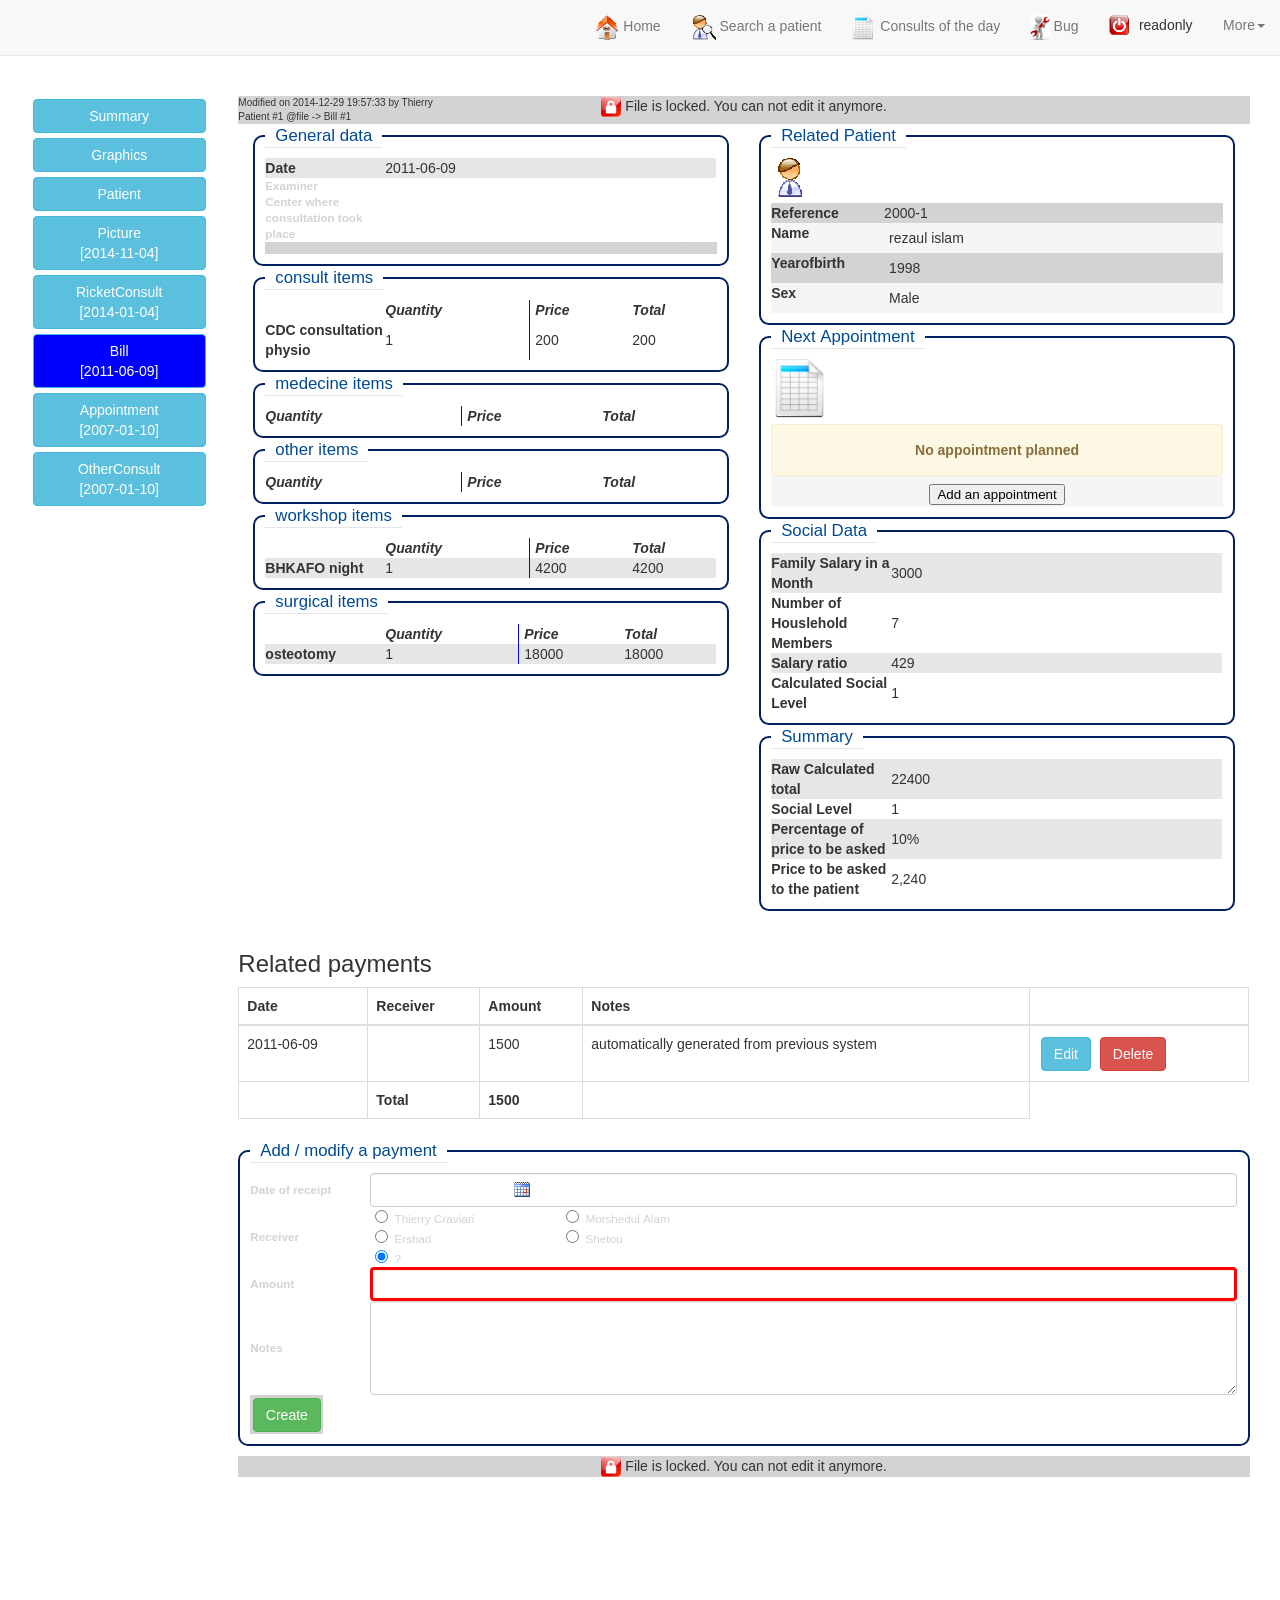 Home Search a patient Consults of the day Bug readonly More
Summary
Graphics
Patient
Picture
[2014-11-04]
RicketConsult
[2014-01-04]
Bill
[2011-06-09]
Appointment
[2007-01-10]
OtherConsult
[2007-01-10]
Modified on 2014-12-29 19:57:33 by Thierry
Patient #1 @file -> Bill #1
File is locked. You can not edit it anymore.
General data
Date 2011-06-09
Examiner
Center where
consultation took
place
consult items
Quantity Price Total
CDC consultation
physio 1 200 200
medecine items
Quantity Price Total
other items
Quantity Price Total
workshop items
Quantity Price Total
BHKAFO night 1 4200 4200
surgical items
Quantity Price Total
osteotomy 1 18000 18000
Related Patient
Reference 2000-1
Name rezaul islam
Yearofbirth 1998
Sex Male
Next Appointment
No appointment planned
Add an appointment
Social Data
Family Salary in a
Month 3000
Number of
Houslehold
Members 7
Salary ratio 429
Calculated Social
Level 1
Summary
Raw Calculated
total 22400
Social Level 1
Percentage of
price to be asked 10%
Price to be asked
to the patient 2,240
Related payments
Date Receiver Amount Notes
2011-06-09 1500 automatically generated from previous system Edit Delete
Total 1500
Add / modify a payment
Date of receipt
Receiver
Thierry Craviari Morshedul Alam
Ershad Shetou
?
Amount
Notes
Create
File is locked. You can not edit it anymore.